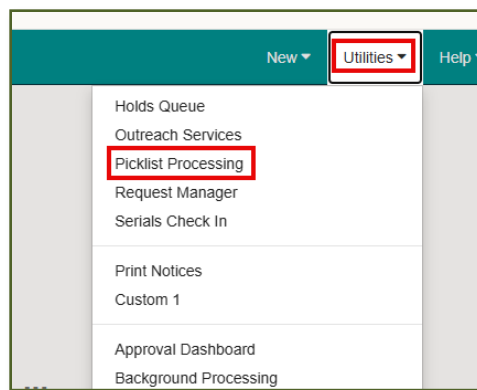 New Utilities Help
Holds Queue
Outreach Services
Picklist Processing
Request Manager
Serials Check In
Print Notices
Custom 1
Approval Dashboard
Background Processing